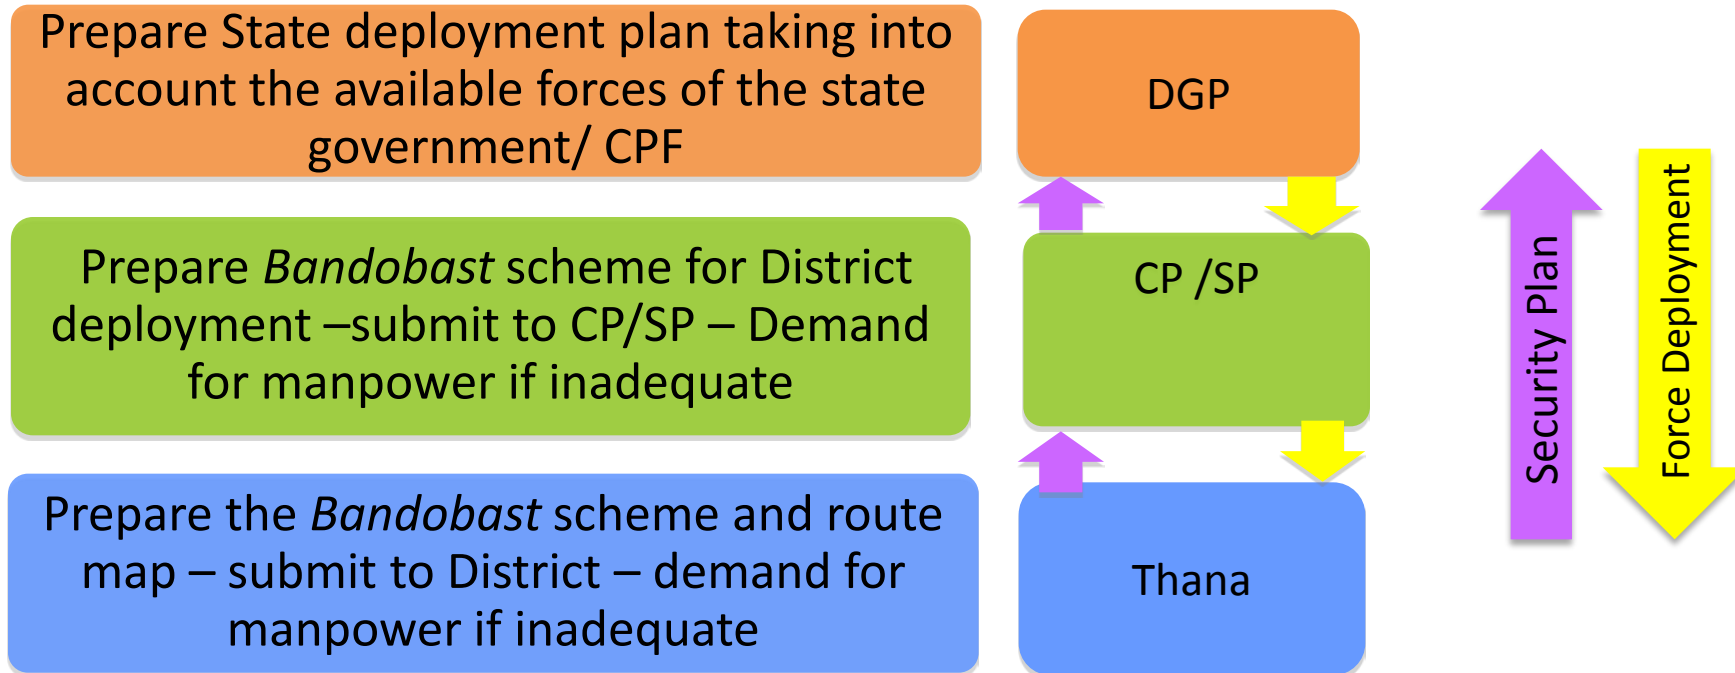 Prepare State deployment plan taking into
account the available forces of the state
government/ CPF
DGP
Prepare Bandobast scheme for District
deployment –submit to CP/SP – Demand
for manpower if inadequate
CP /SP
Prepare the Bandobast scheme and route
map – submit to District – demand for
manpower if inadequate
Thana
Security Plan
Force Deployment